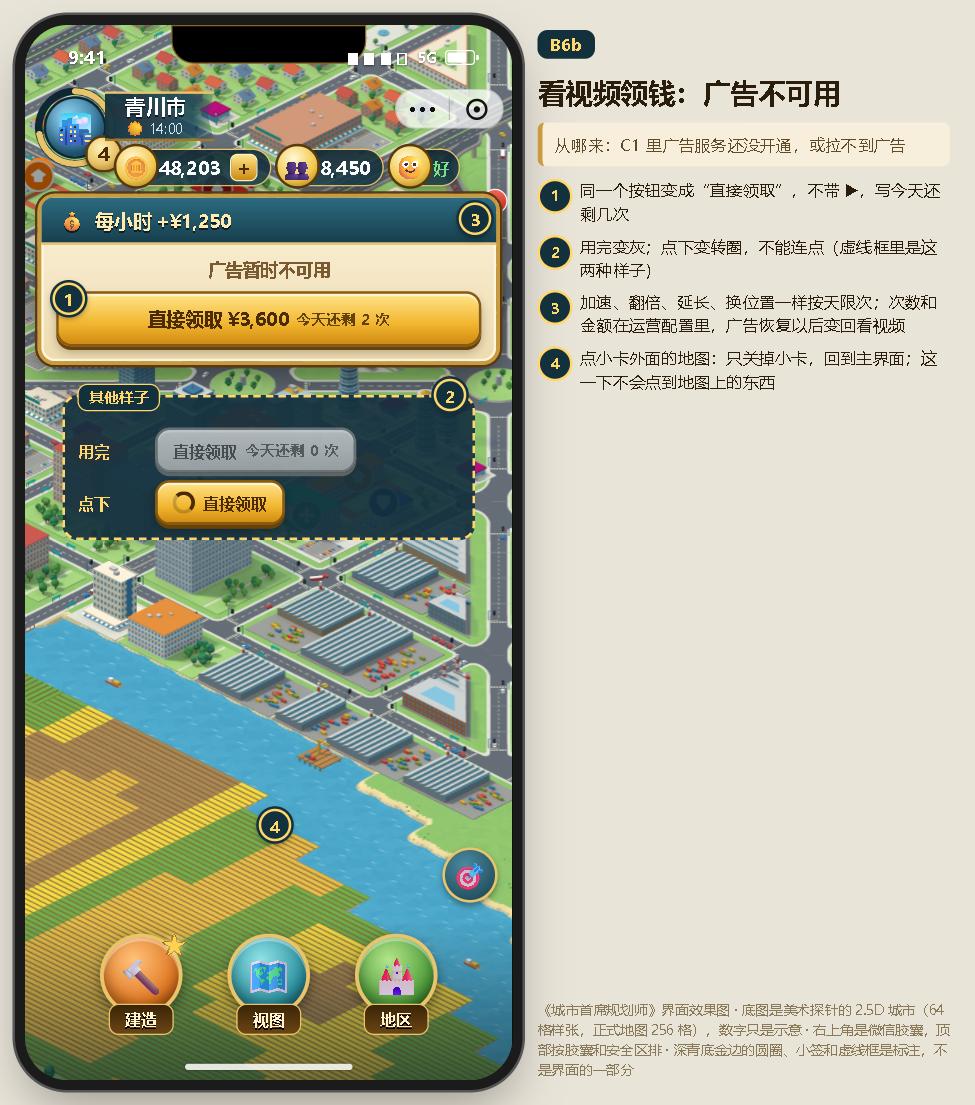 9:41
5G
青川市
14:00
4
48,203
+
8,450
好
每小时 +¥1,250
3
广告暂时不可用
1
直接领取 ¥3,600 今天还剩 2 次
其他样子
2
用完
直接领取 今天还剩 0 次
点下
直接领取
4
建造
视图
地区
B6b
看视频领钱：广告不可用
从哪来：C1 里广告服务还没开通，或拉不到广告
1 同一个按钮变成“直接领取”，不带 ▶，写今天还
剩几次
2 用完变灰；点下变转圈，不能连点（虚线框里是这
两种样子）
3 加速、翻倍、延长、换位置一样按天限次；次数和
金额在运营配置里，广告恢复以后变回看视频
4 点小卡外面的地图：只关掉小卡，回到主界面；这
一下不会点到地图上的东西
《城市首席规划师》界面效果图 · 底图是美术探针的 2.5D 城市（64
格样张，正式地图 256 格），数字只是示意 · 右上角是微信胶囊，顶
部按胶囊和安全区排 · 深青底金边的圆圈、小签和虚线框是标注，不
是界面的一部分